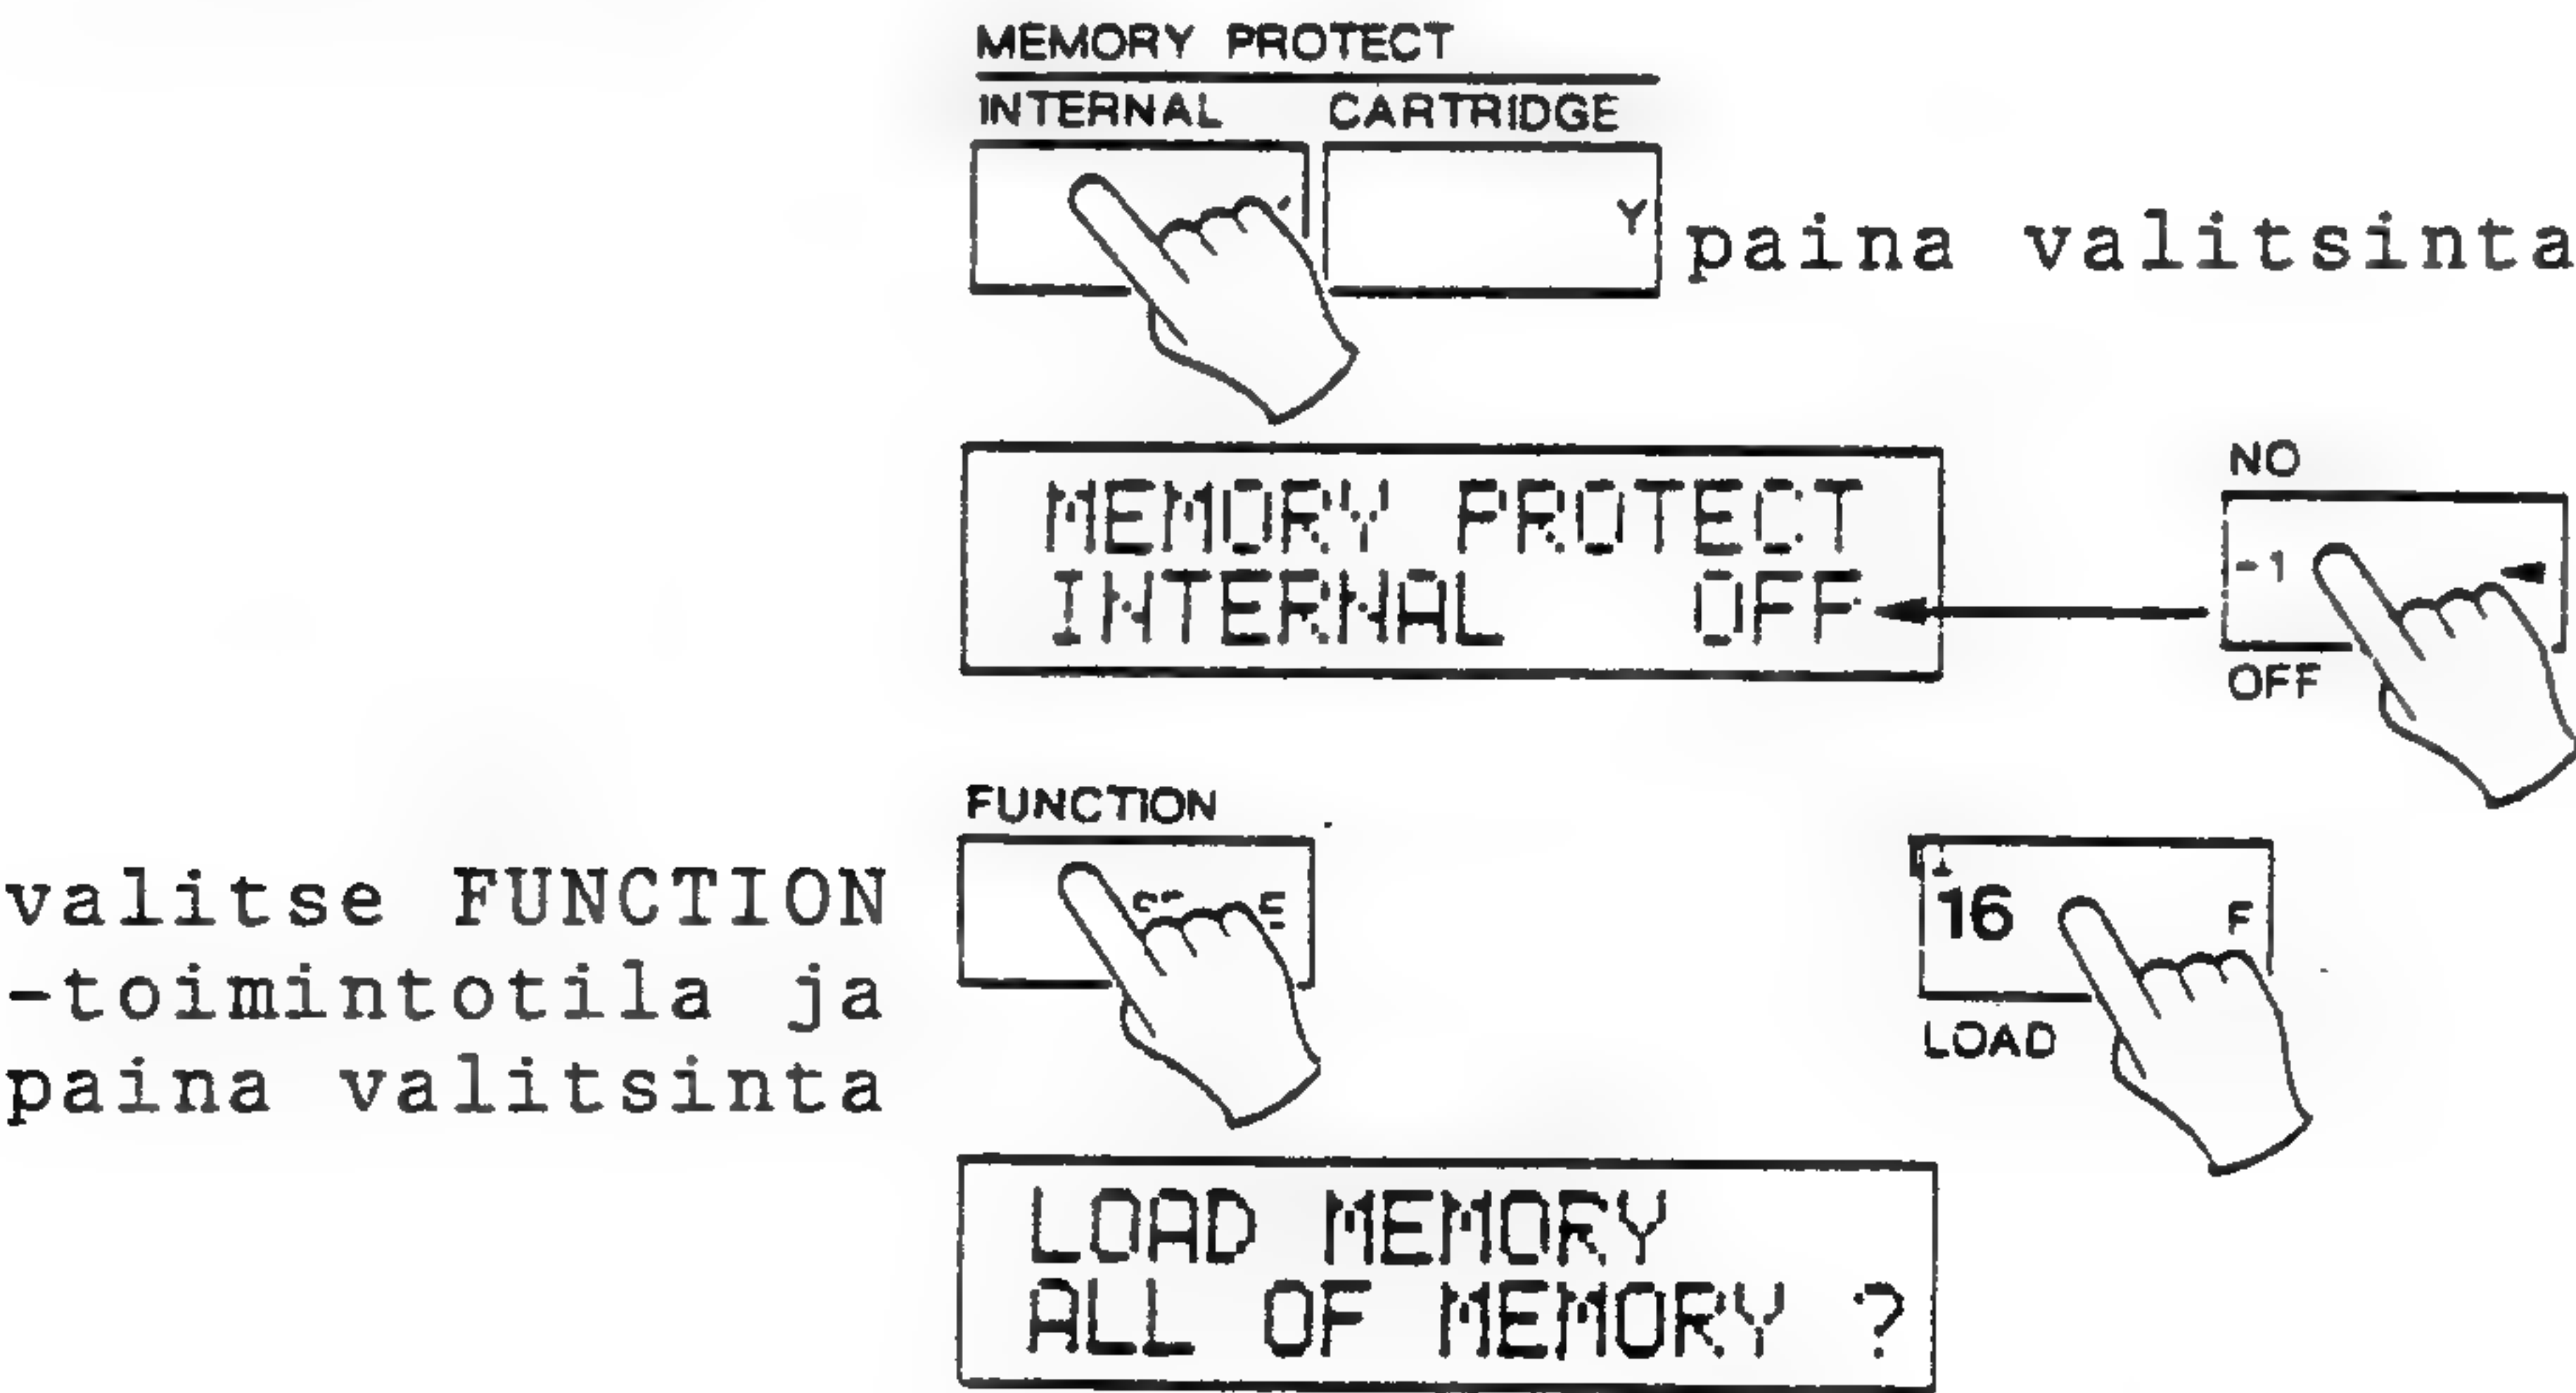 MEMORY PROTECT
INTERNAL CARTRIDGE
Y
paina valitsinta
MEMORY PROTECT
INTERNAL OFF
NO
-1
OFF
FUNCTION
valitse FUNCTION
-toimintotila ja
paina valitsinta
16 F
LOAD
LOAD MEMORY
ALL OF MEMORY ?